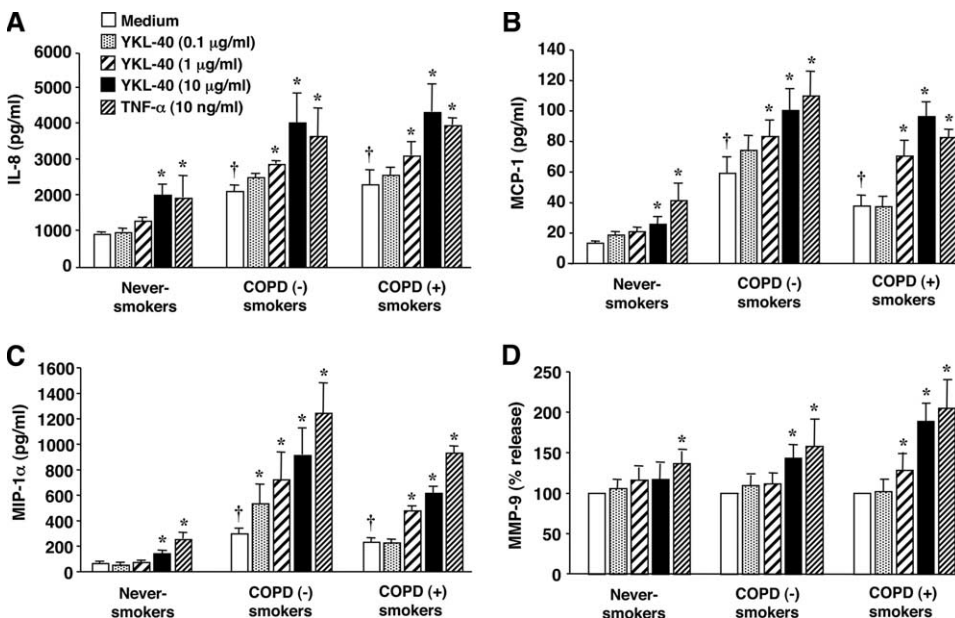 A
Medium
YKL-40 (0.1 µg/ml)
YKL-40 (1 µg/ml)
YKL-40 (10 µg/ml)
TNF-α (10 ng/ml)
IL-8 (pg/ml)
6000
5000
4000
3000
2000
1000
0
* * † * * * † * * *
Never-smokers
COPD (-) smokers
COPD (+) smokers
B
MCP-1 (pg/ml)
140
120
100
80
60
40
20
0
* * † * * * † * * *
Never-smokers
COPD (-) smokers
COPD (+) smokers
C
MIP-1α (pg/ml)
1600
1400
1200
1000
800
600
400
200
0
* * † * * * * † * * *
Never-smokers
COPD (-) smokers
COPD (+) smokers
D
MMP-9 (% release)
250
200
150
100
50
0
* * * * * *
Never-smokers
COPD (-) smokers
COPD (+) smokers